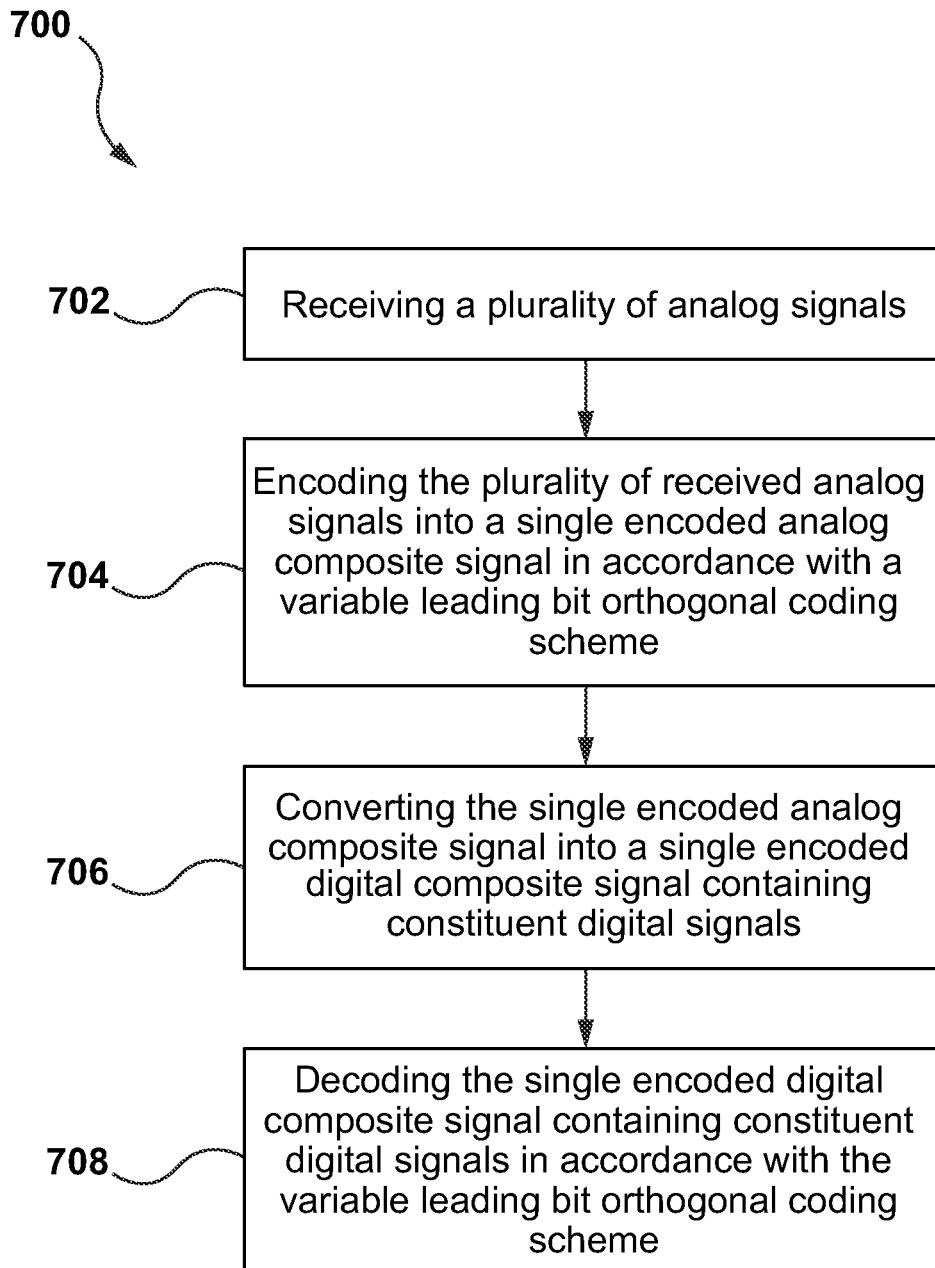 700
702
Receiving a plurality of analog signals
704
Encoding the plurality of received analog
signals into a single encoded analog
composite signal in accordance with a
variable leading bit orthogonal coding
scheme
706
Converting the single encoded analog
composite signal into a single encoded
digital composite signal containing
constituent digital signals
708
Decoding the single encoded digital
composite signal containing constituent
digital signals in accordance with the
variable leading bit orthogonal coding
scheme